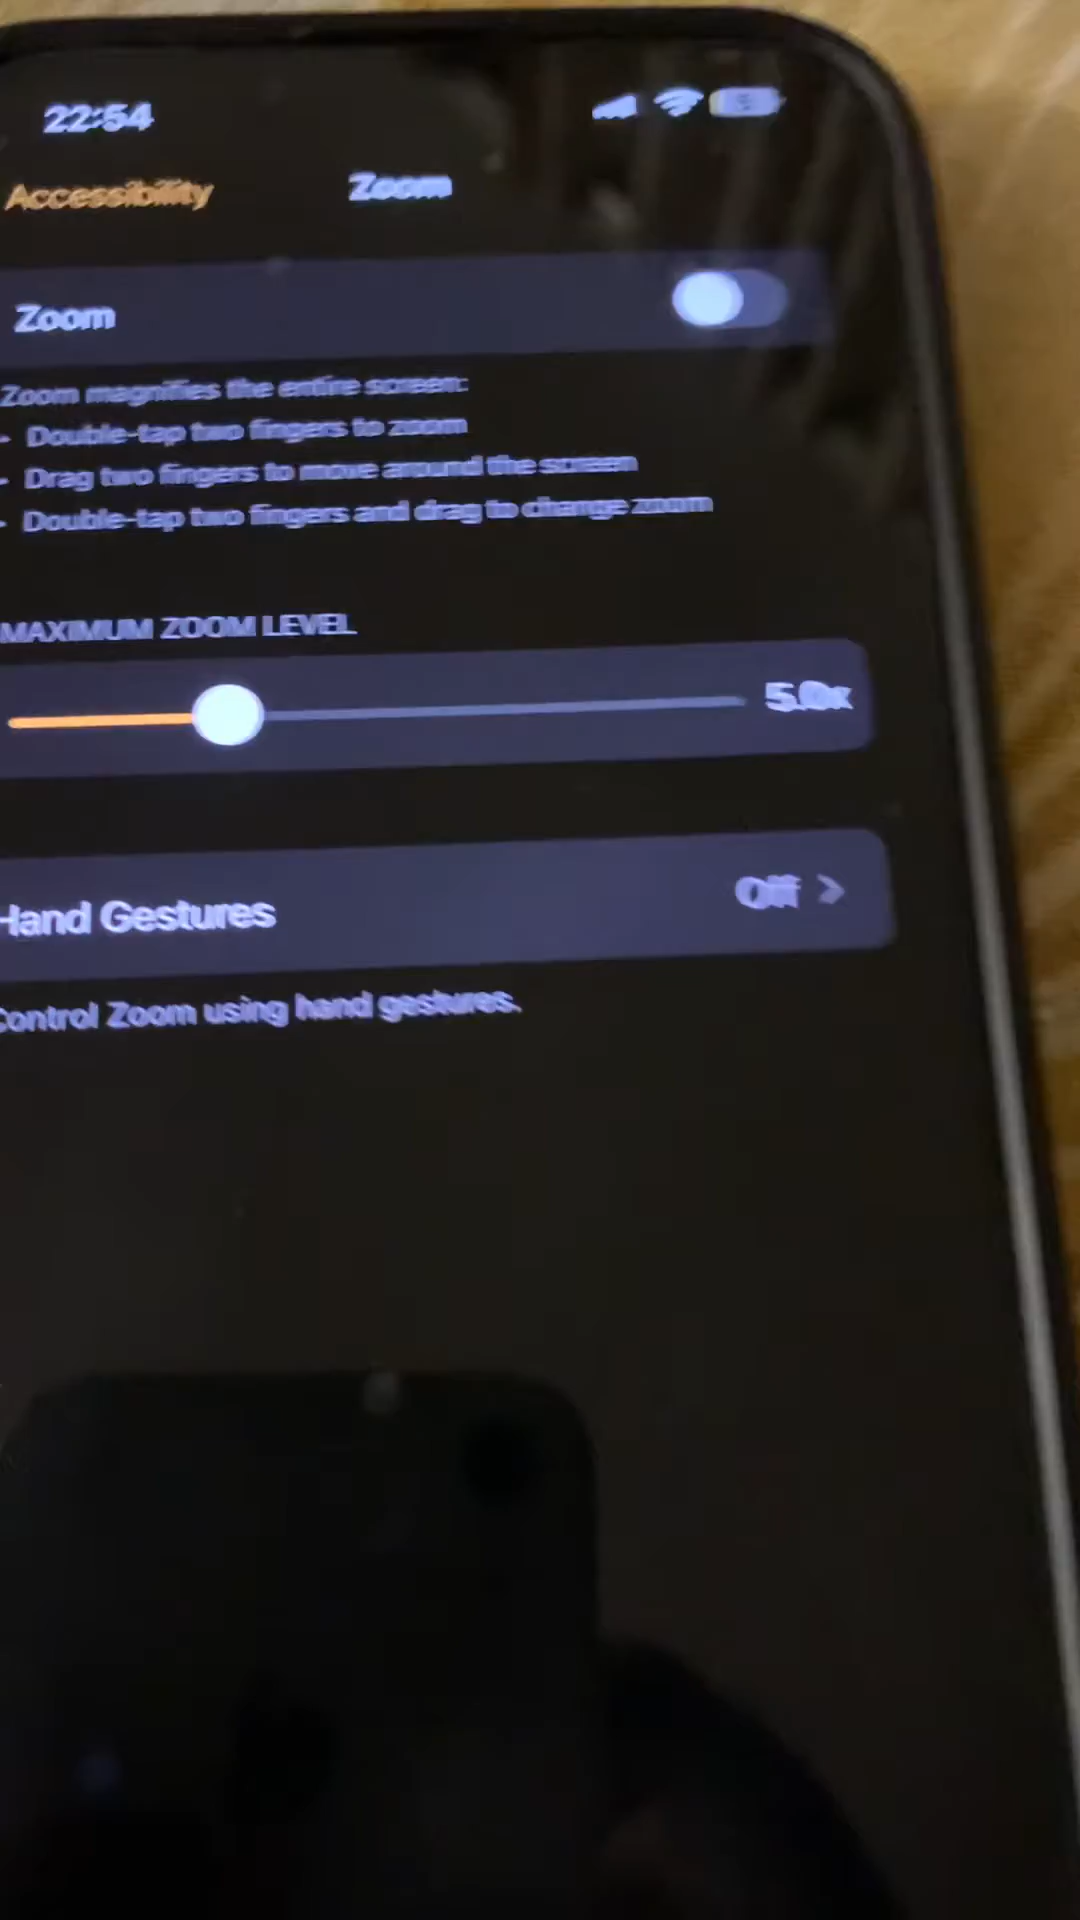 22:54
Accessibility Zoom
Zoom
Zoom magnifies the entire screen:
• Double-tap two fingers to zoom
• Drag two fingers to move around the screen
• Double-tap two fingers and drag to change zoom
MAXIMUM ZOOM LEVEL
5.0x
Hand Gestures Off
Control Zoom using hand gestures.